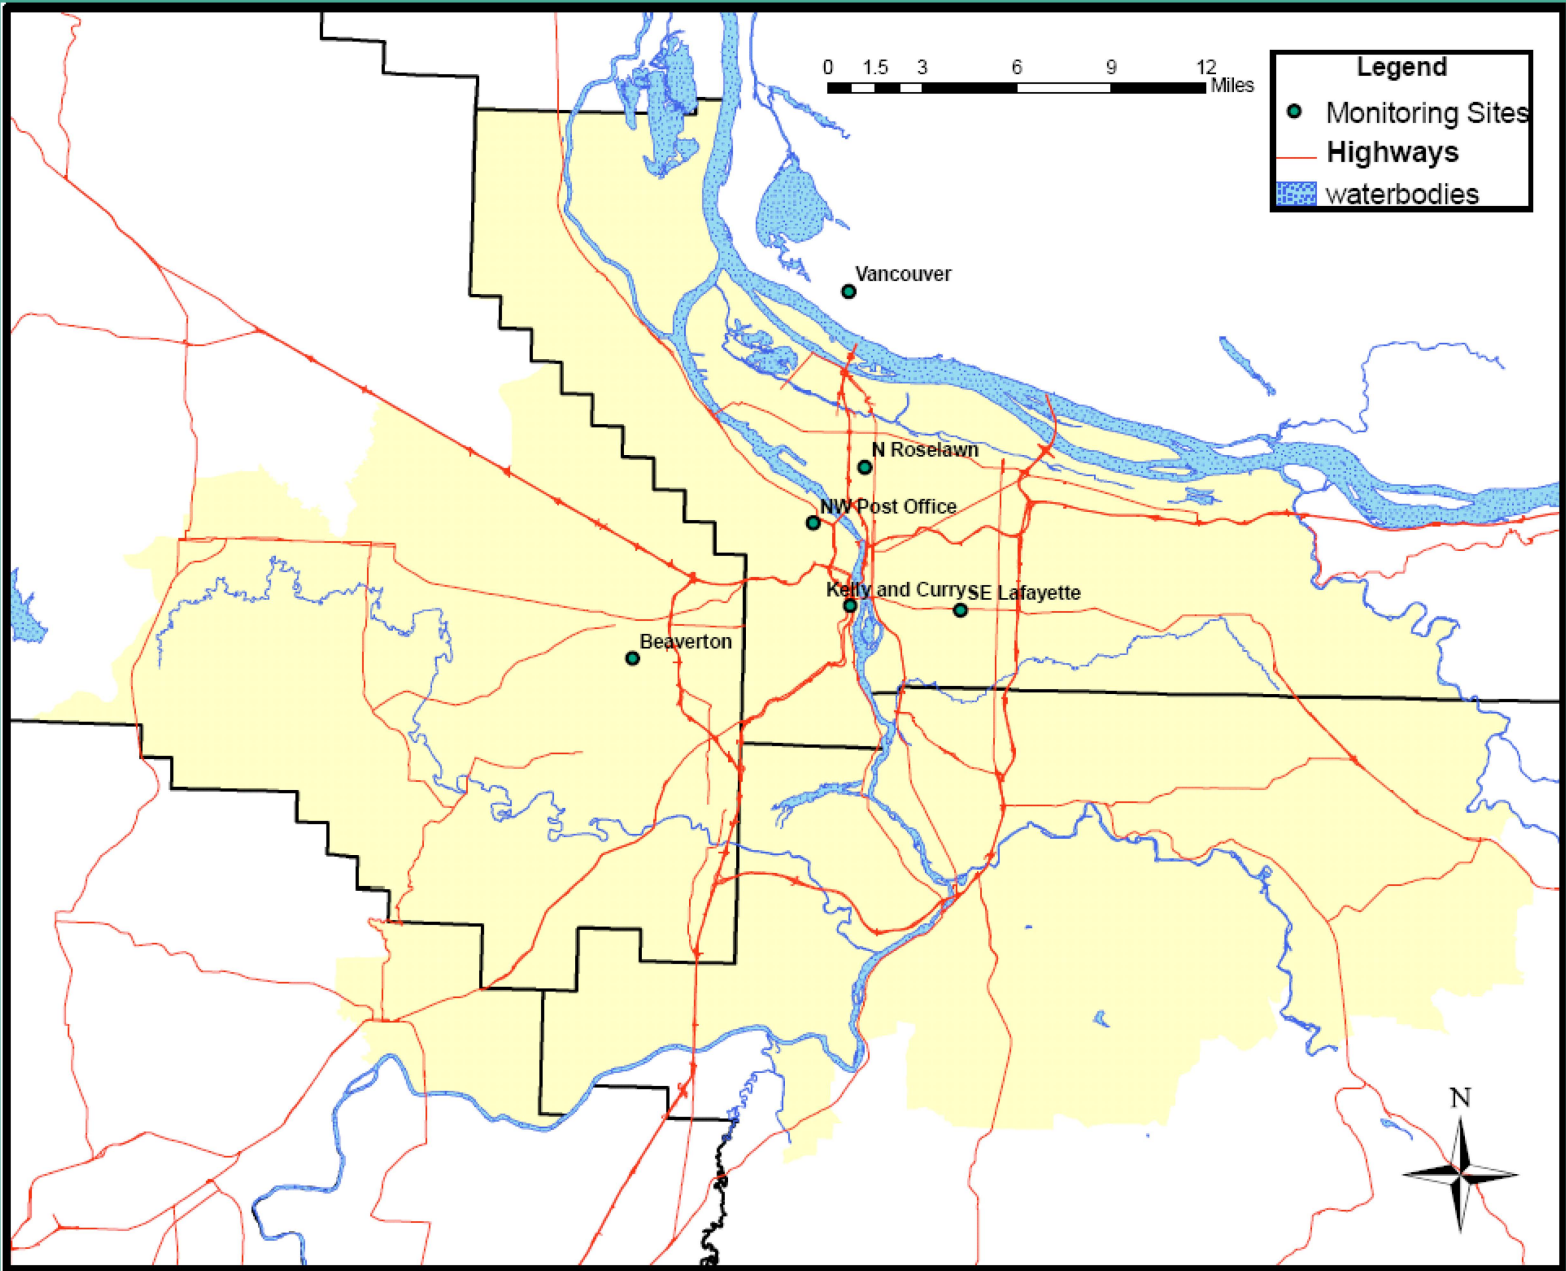 0 1.5 3 6 9 12
Miles
Legend
Monitoring Sites
Highways
waterbodies
Vancouver
N Roselawn
NW Post Office
Kelly and Curry
SE Lafayette
Beaverton
N